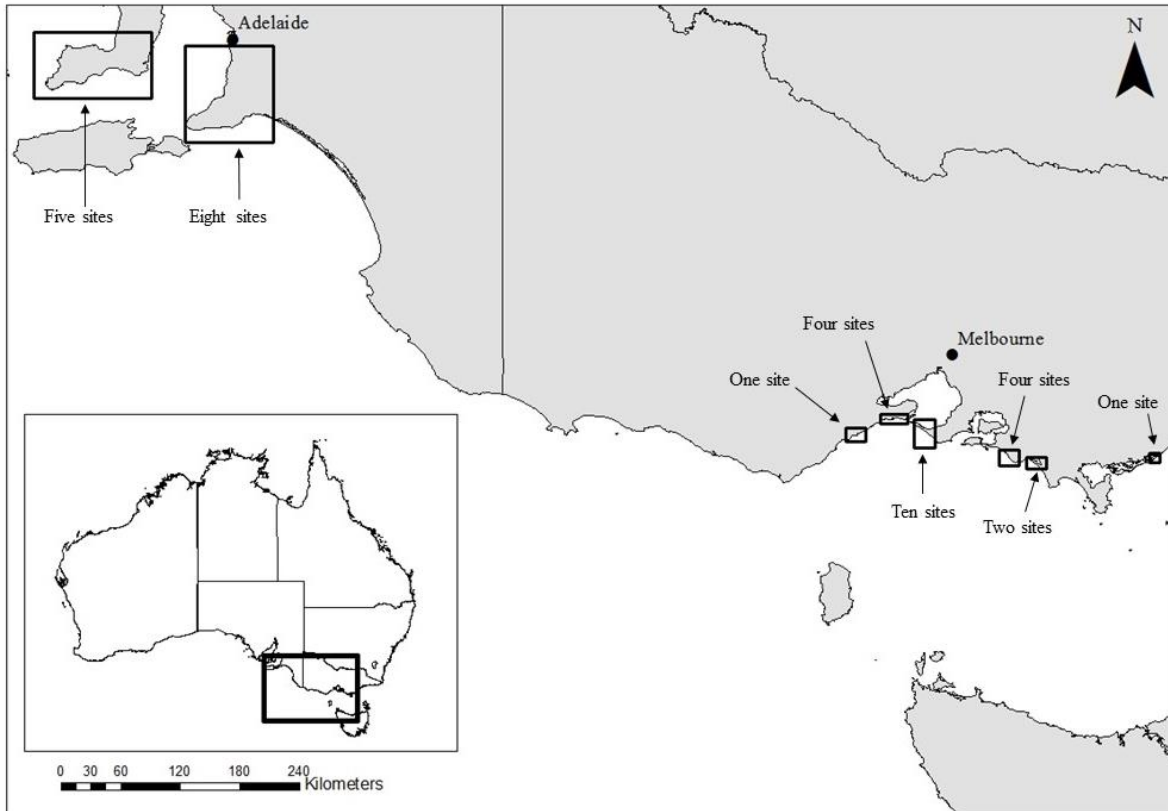 Adelaide
N
Five sites
Eight sites
Four sites
Melbourne
One site
Four sites
One site
Ten sites
Two sites
0 30 60 120 180 240
Kilometers